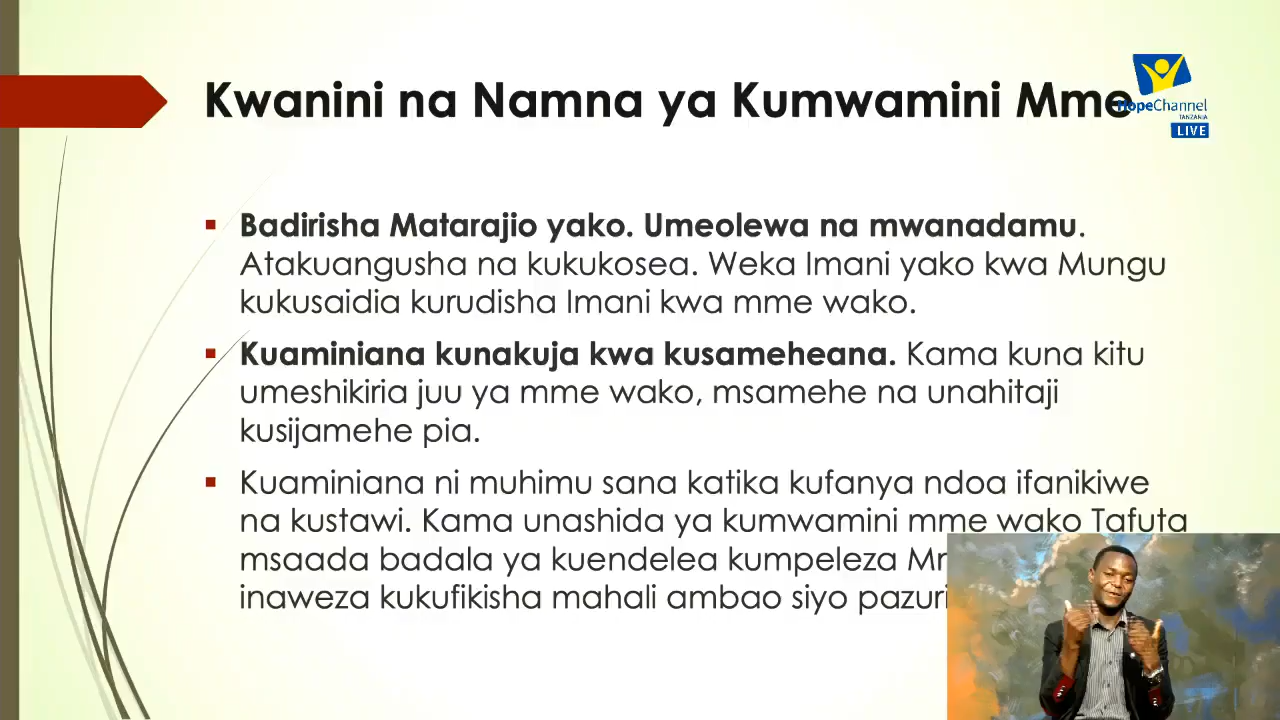 Kwanini na Namna ya Kumwamini Mme
HopeChannel
TANZANIA
LIVE
Badirisha Matarajio yako. Umeolewa na mwanadamu.
Atakuangusha na kukukosea. Weka Imani yako kwa Mungu
kukusaidia kurudisha Imani kwa mme wako.
Kuaminiana kunakuja kwa kusameheana. Kama kuna kitu
umeshikiria juu ya mme wako, msamehe na unahitaji
kusijamehe pia.
Kuaminiana ni muhimu sana katika kufanya ndoa ifanikiwe
na kustawi. Kama unashida ya kumwamini mme wako Tafuta
msaada badala ya kuendelea kumpeleza
inaweza kukufikisha mahali ambao siyo pazuri